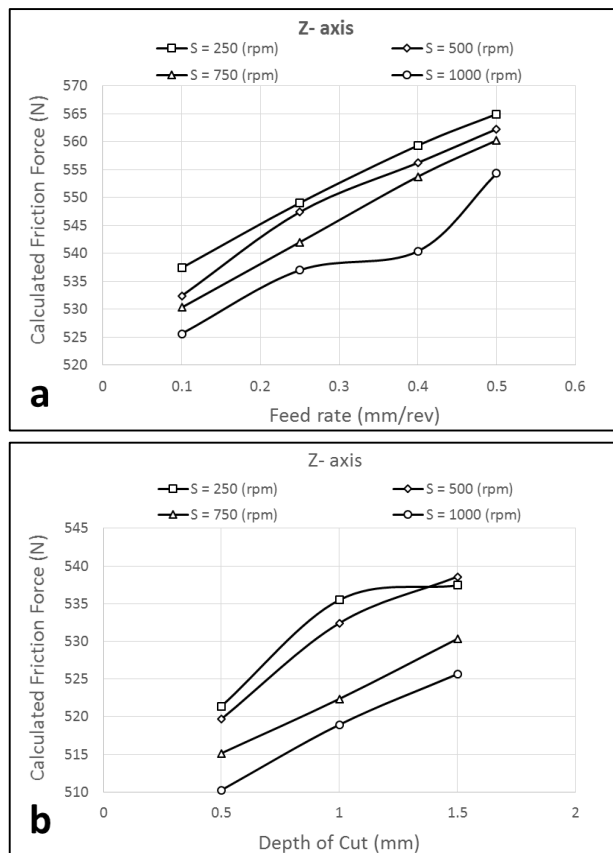 Z- axis
S = 250 (rpm) S = 500 (rpm)
S = 750 (rpm) S = 1000 (rpm)
570
565
560
555
550
545
540
535
530
525
520
0 0.1 0.2 0.3 0.4 0.5 0.6
Calculated Friction Force (N)
Feed rate (mm/rev)
a
Z- axis
S = 250 (rpm) S = 500 (rpm)
S = 750 (rpm) S = 1000 (rpm)
545
540
535
530
525
520
515
510
0 0.5 1 1.5 2
Calculated Friction Force (N)
Depth of Cut (mm)
b